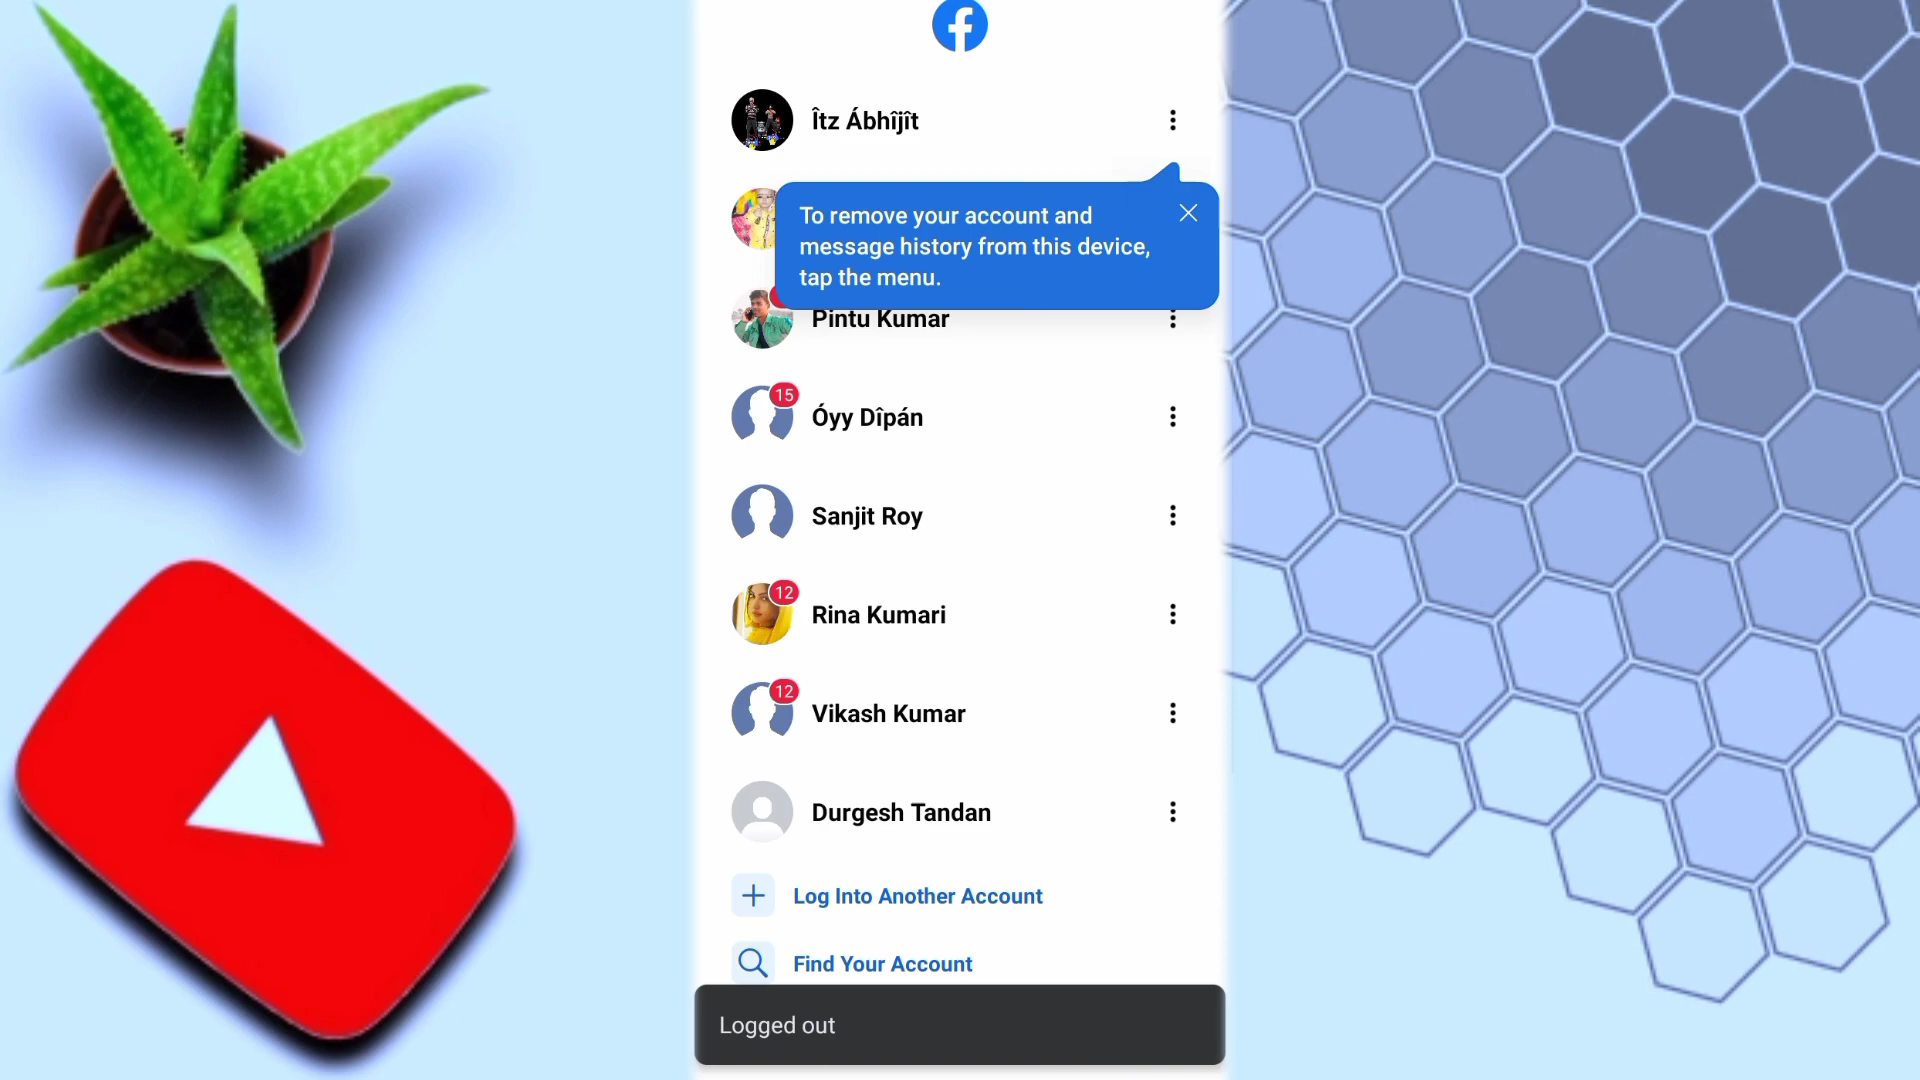 Îtz Ábhîjît
To remove your account and
message history from this device,
tap the menu.
Pintu Kumar
15
Óyy Dîpán
Sanjit Roy
12
Rina Kumari
12
Vikash Kumar
Durgesh Tandan
Log Into Another Account
Find Your Account
Logged out